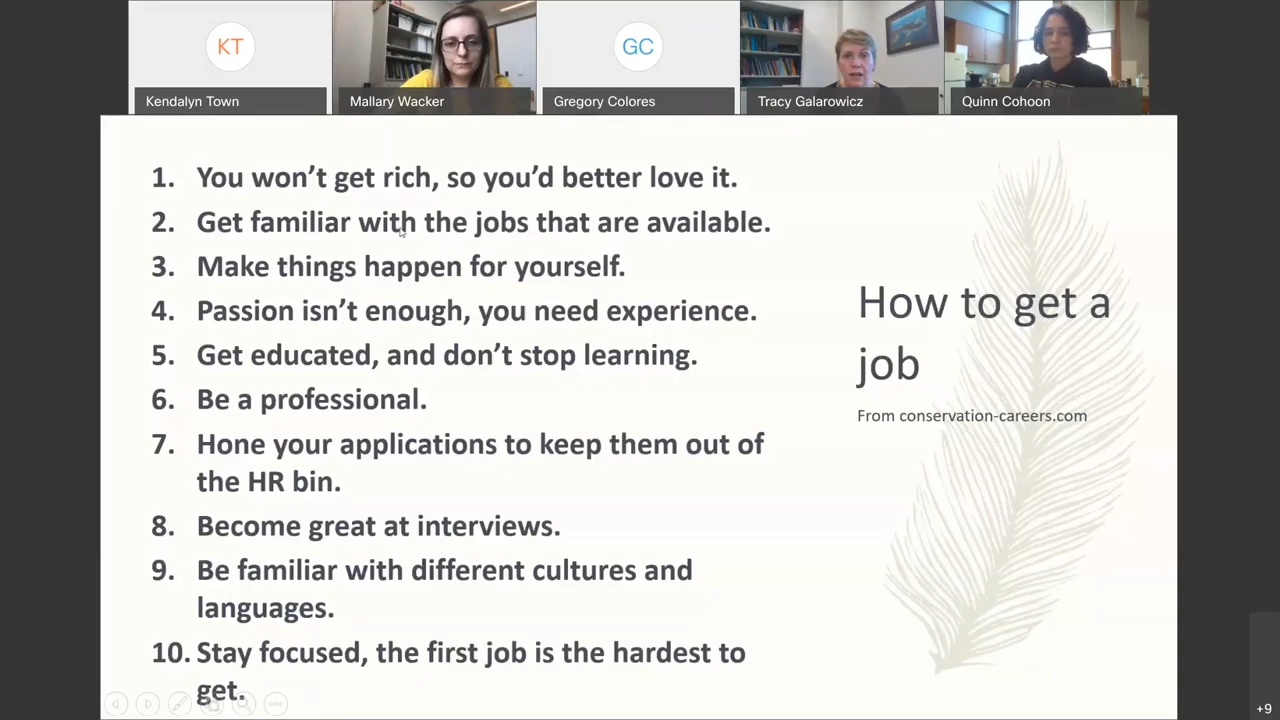 KT
GC
Kendalyn Town
Mallary Wacker
Gregory Colores
Tracy Galarowicz
Quinn Cohoon
1. You won’t get rich, so you’d better love it.
2. Get familiar with the jobs that are available.
3. Make things happen for yourself.
4. Passion isn’t enough, you need experience.
5. Get educated, and don’t stop learning.
6. Be a professional.
7. Hone your applications to keep them out of
the HR bin.
8. Become great at interviews.
9. Be familiar with different cultures and
languages.
10. Stay focused, the first job is the hardest to
get.
How to get a
job
From conservation-careers.com
+9